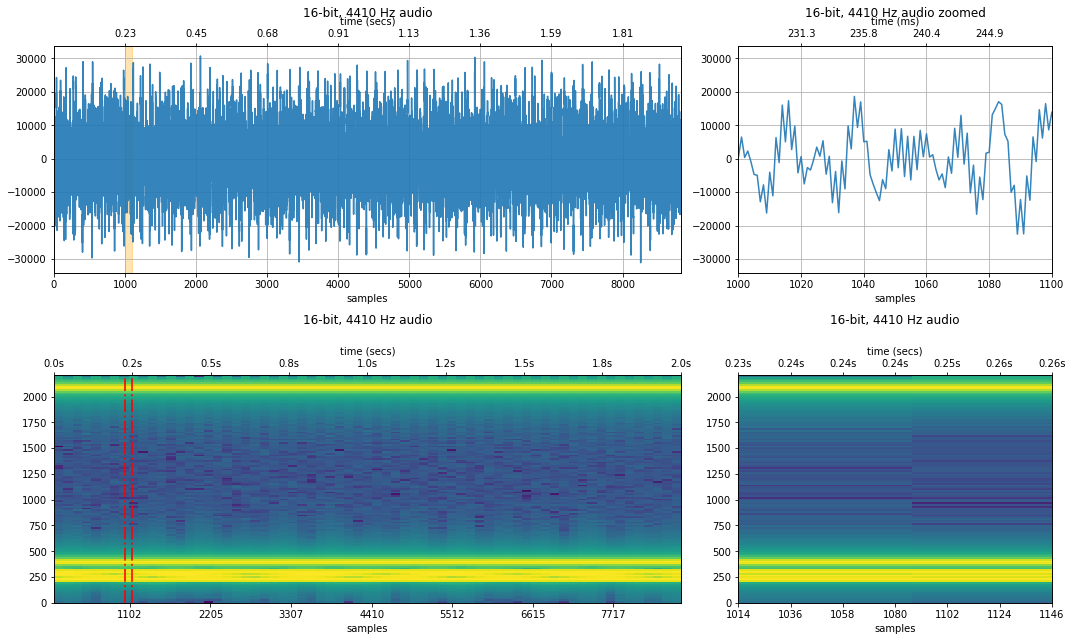 16-bit, 4410 Hz audio
time (secs)
0.23 0.45 0.68 0.91 1.13 1.36 1.59 1.81
30000
20000
10000
0
−10000
−20000
−30000
0 1000 2000 3000 4000 5000 6000 7000 8000
samples
16-bit, 4410 Hz audio zoomed
time (ms)
231.3 235.8 240.4 244.9
30000
20000
10000
0
−10000
−20000
−30000
1000 1020 1040 1060 1080 1100
samples
16-bit, 4410 Hz audio
time (secs)
0.0s 0.2s 0.5s 0.8s 1.0s 1.2s 1.5s 1.8s 2.0s
2000
1750
1500
1250
1000
750
500
250
0
1102 2205 3307 4410 5512 6615 7717
samples
16-bit, 4410 Hz audio
time (secs)
0.23s 0.24s 0.24s 0.24s 0.25s 0.26s 0.26s
2000
1750
1500
1250
1000
750
500
250
0
1014 1036 1058 1080 1102 1124 1146
samples